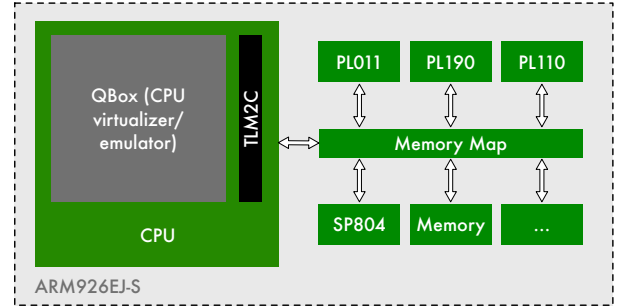 QBox (CPU
virtualizer/
emulator)
TLM2C
CPU
PL011
PL190
PL110
Memory Map
SP804
Memory
...
ARM926EJ-S